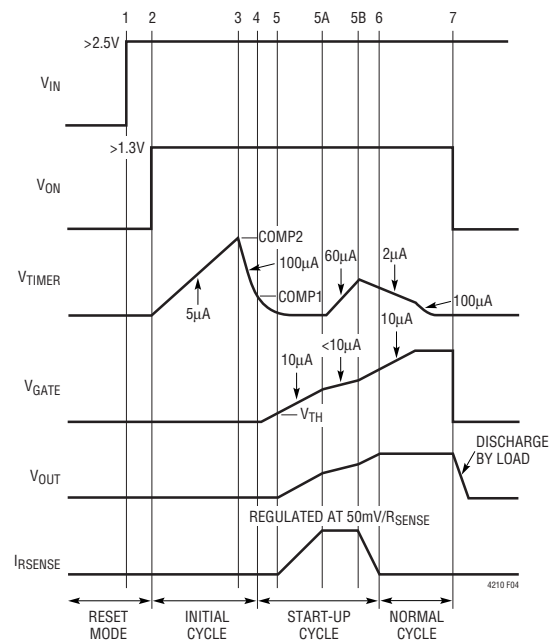 1 2 3 4 5 5A 5B 6 7
>2.5V
VIN
>1.3V
VON
COMP2
100µA
60µA
2µA
VTIMER
COMP1
100µA
5µA
10µA
<10µA
10µA
VGATE
VTH
DISCHARGE
BY LOAD
VOUT
REGULATED AT 50mV/RSENSE
IRSENSE
4210 F04
RESET
MODE
INITIAL
CYCLE
START-UP
CYCLE
NORMAL
CYCLE